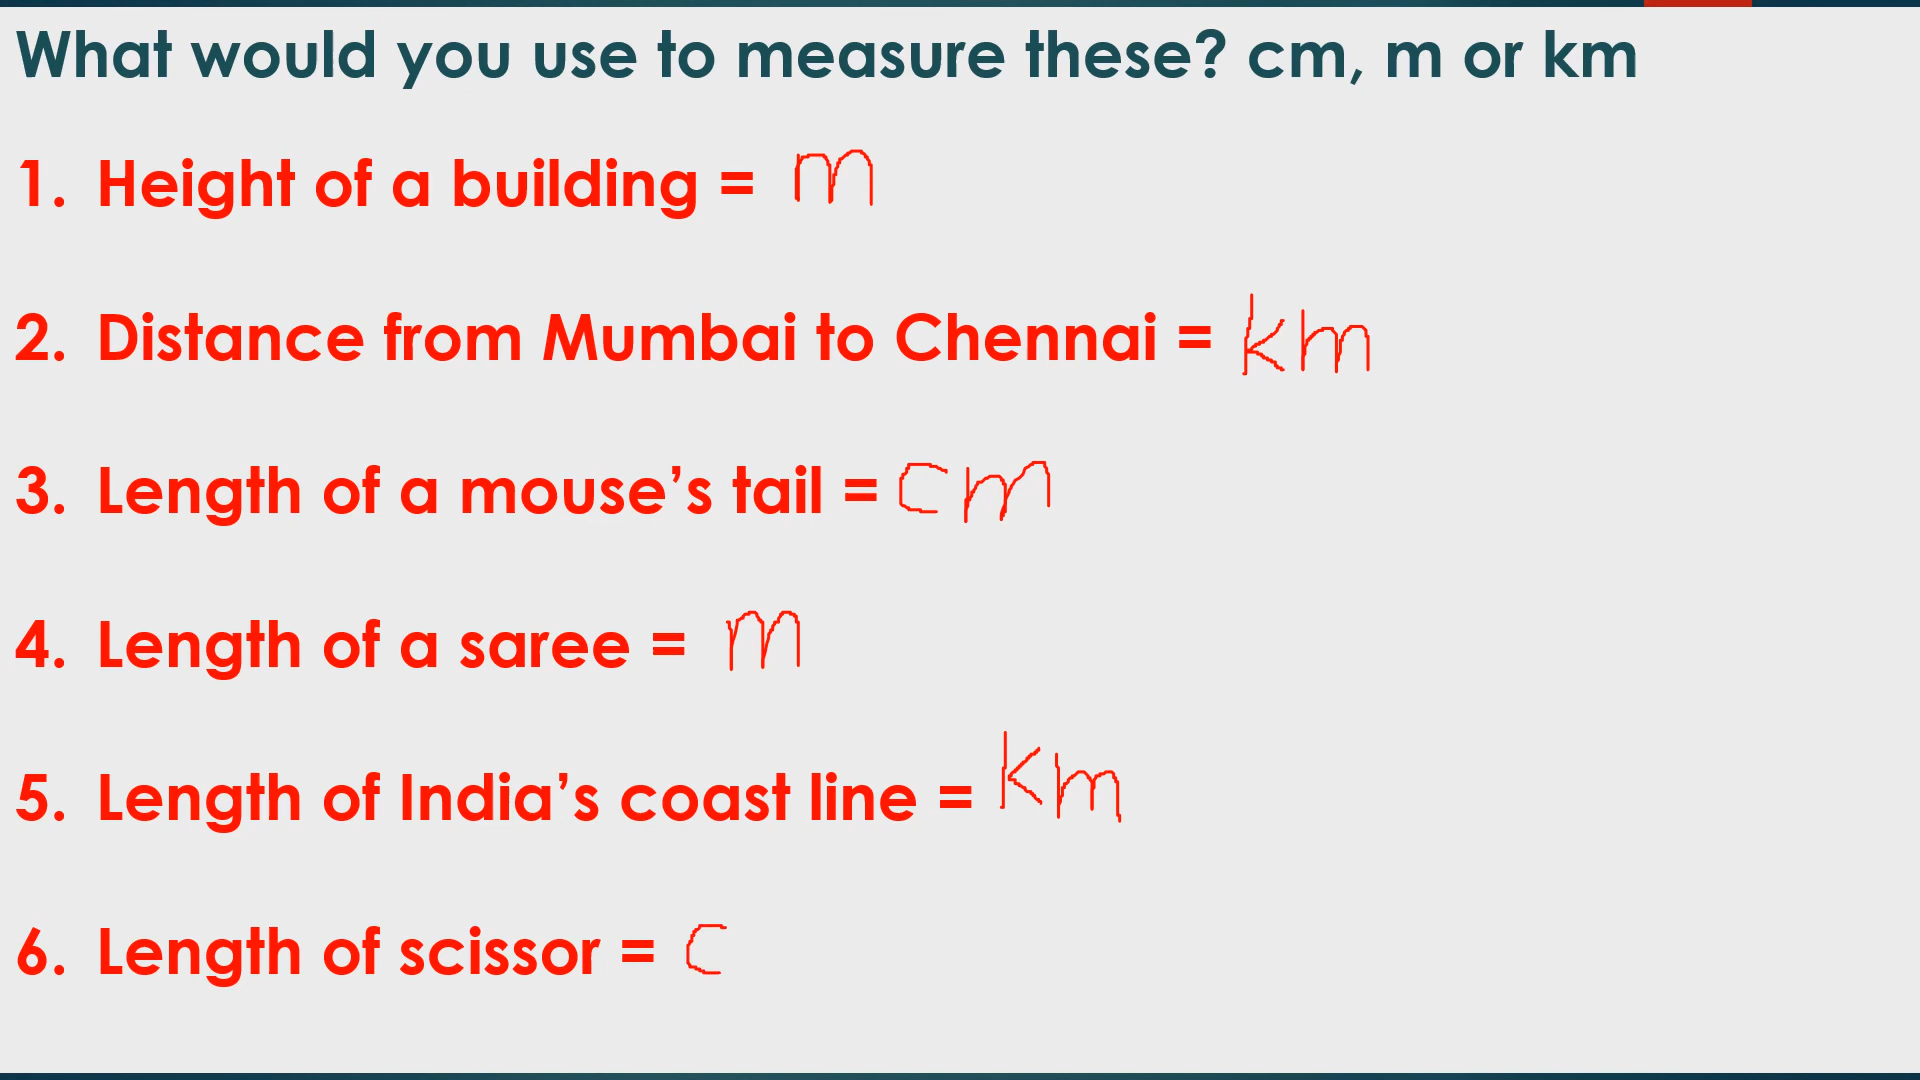 What would you use to measure these? cm, m or km
1. Height of a building = m
2. Distance from Mumbai to Chennai = km
3. Length of a mouse’s tail = cm
4. Length of a saree = m
5. Length of India’s coast line = km
6. Length of scissor = c